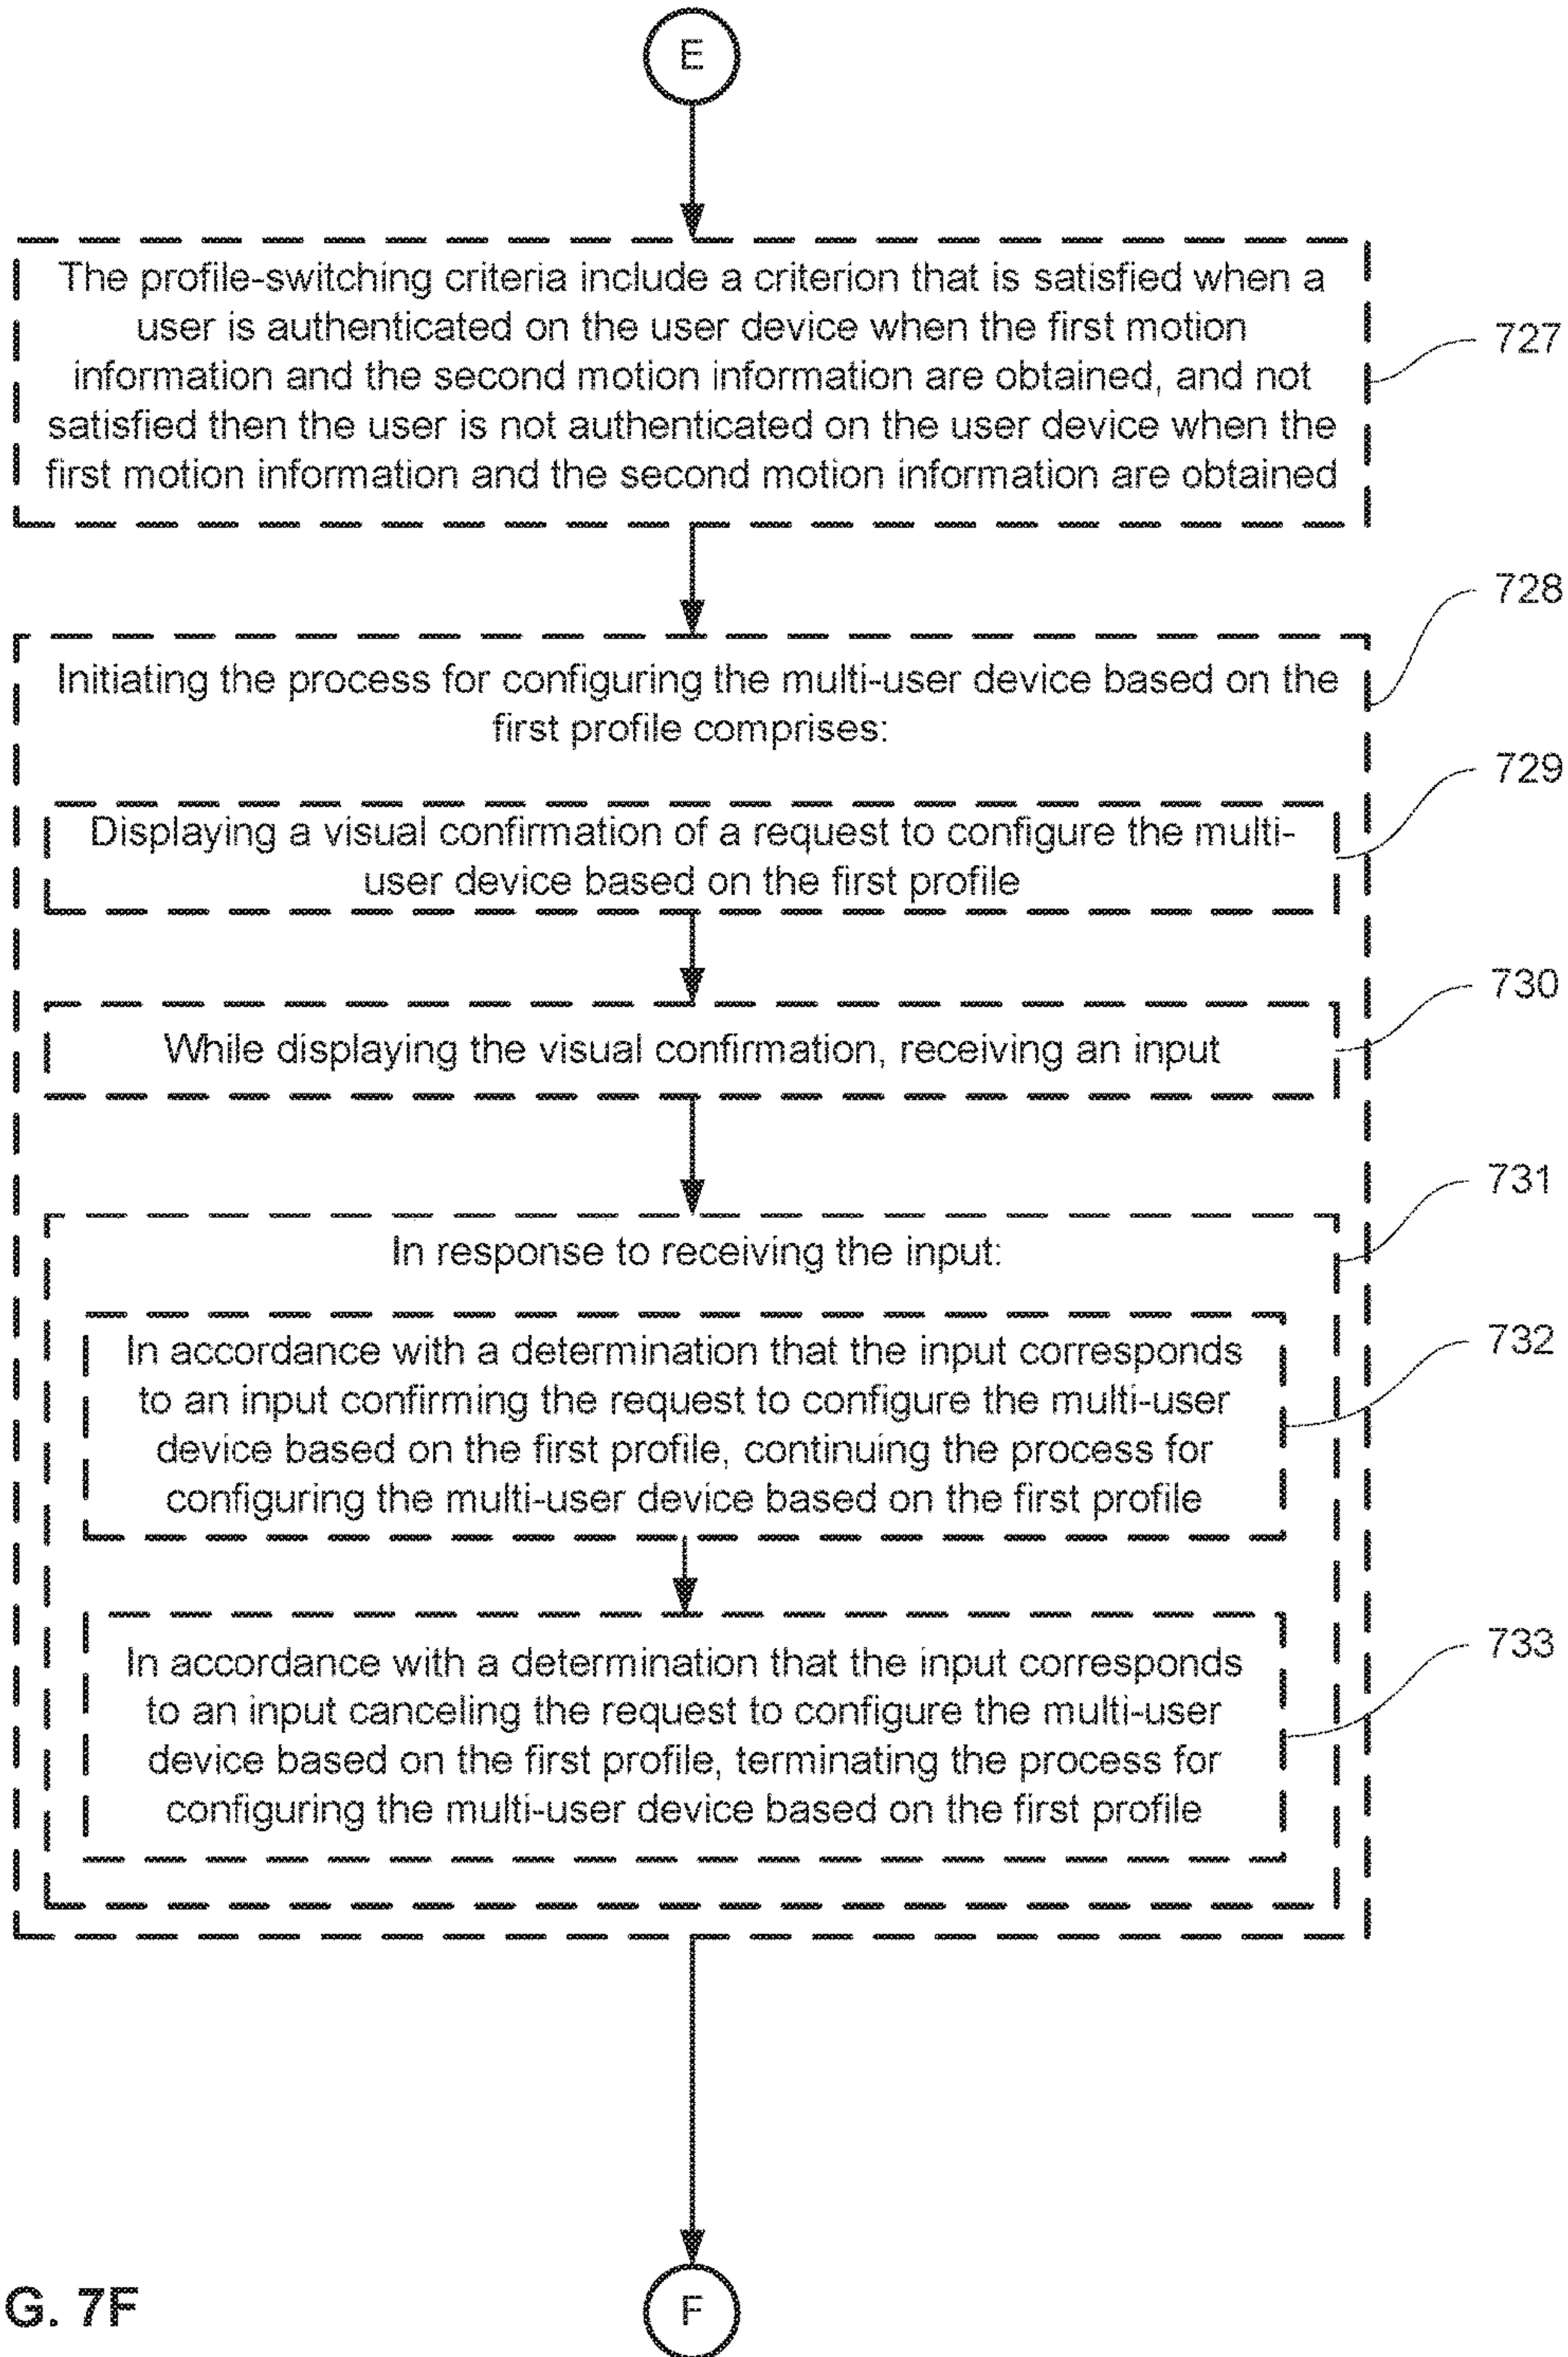 E
The profile-switching criteria include a criterion that is satisfied when a
user is authenticated on the user device when the first motion
information and the second motion information are obtained, and not
satisfied then the user is not authenticated on the user device when the
first motion information and the second motion information are obtained
727
728
Initiating the process for configuring the multi-user device based on the
first profile comprises:
729
Displaying a visual confirmation of a request to configure the multi-
user device based on the first profile
730
While displaying the visual confirmation, receiving an input
731
In response to receiving the input:
732
In accordance with a determination that the input corresponds
to an input confirming the request to configure the multi-user
device based on the first profile, continuing the process for
configuring the multi-user device based on the first profile
733
In accordance with a determination that the input corresponds
to an input canceling the request to configure the multi-user
device based on the first profile, terminating the process for
configuring the multi-user device based on the first profile
G. 7F
F